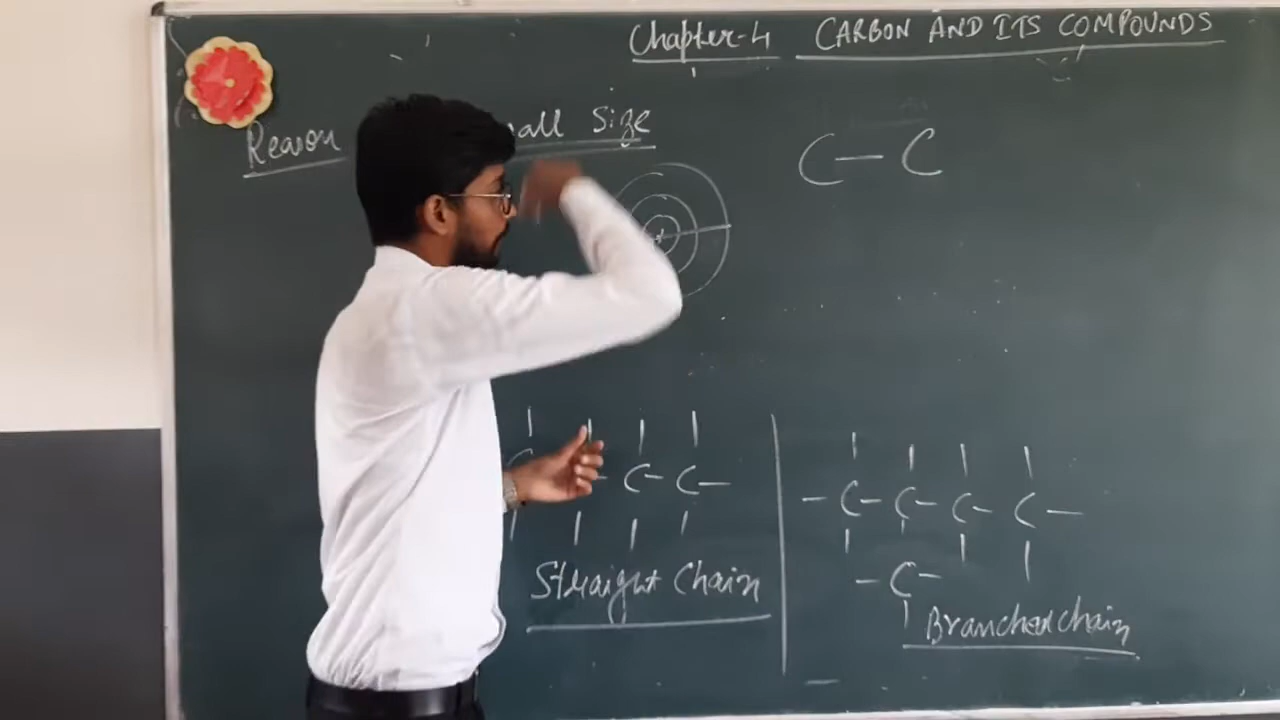 Chapter-4 CARBON AND ITS COMPOUNDS
Reason all Size
C - C
C - C -
- C - C - C - C -
- C -
Straight Chain
Branched chain